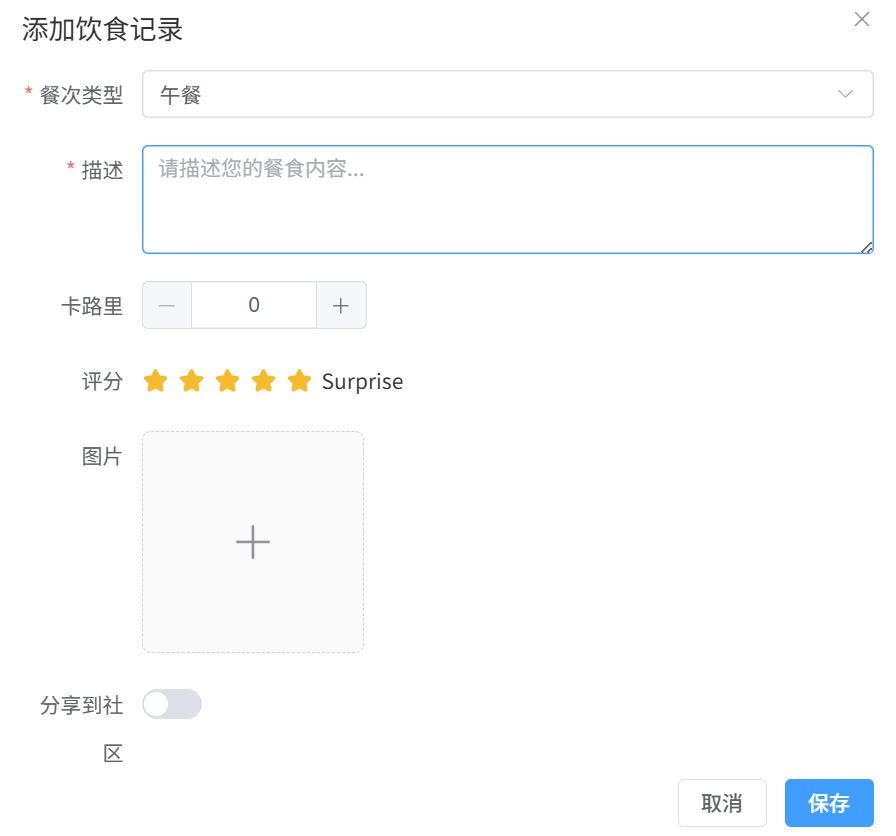 添加饮食记录
* 餐次类型 午餐
* 描述 请描述您的餐食内容...
卡路里 0
评分 Surprise
图片
分享到社
区
取消 保存